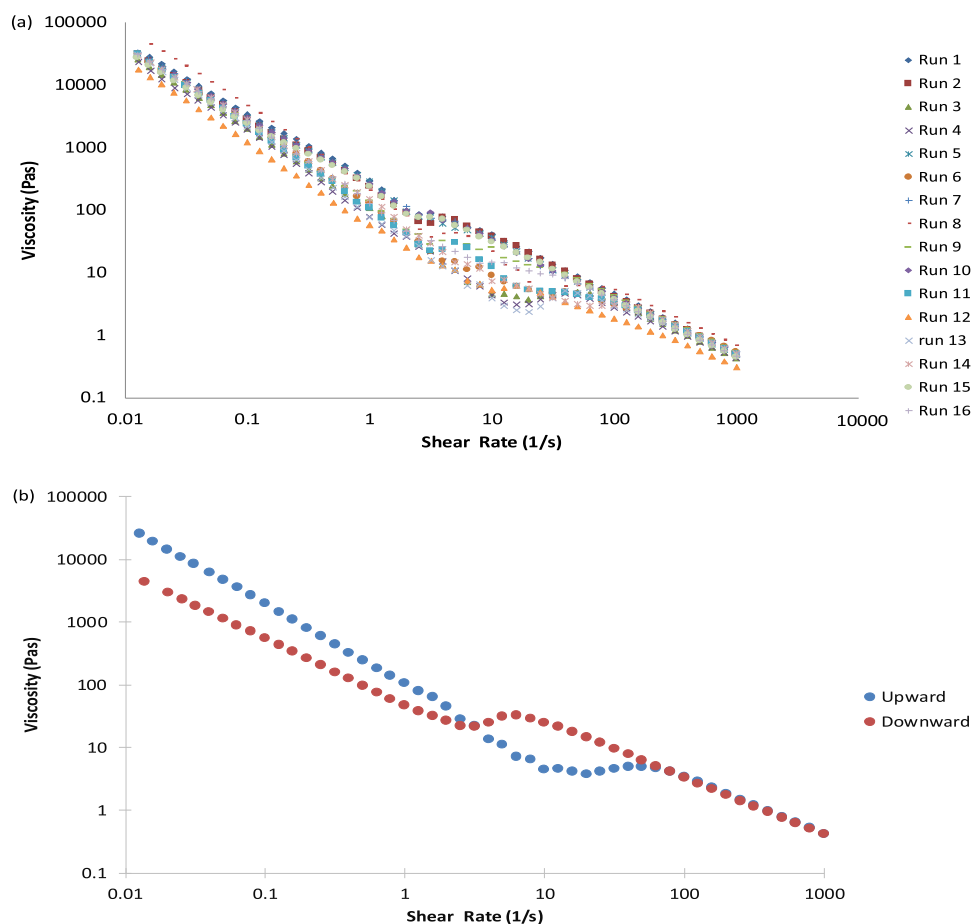 (a)
100000
10000
1000
100
10
1
0.1
Viscosity (Pas)
0.01
0.1
1
10
100
1000
10000
Shear Rate (1/s)
Run 1
Run 2
Run 3
Run 4
Run 5
Run 6
Run 7
Run 8
Run 9
Run 10
Run 11
Run 12
run 13
Run 14
Run 15
Run 16
(b)
100000
10000
1000
100
10
1
0.1
Viscosity (Pas)
0.01
0.1
1
10
100
1000
Shear Rate (1/s)
Upward
Downward